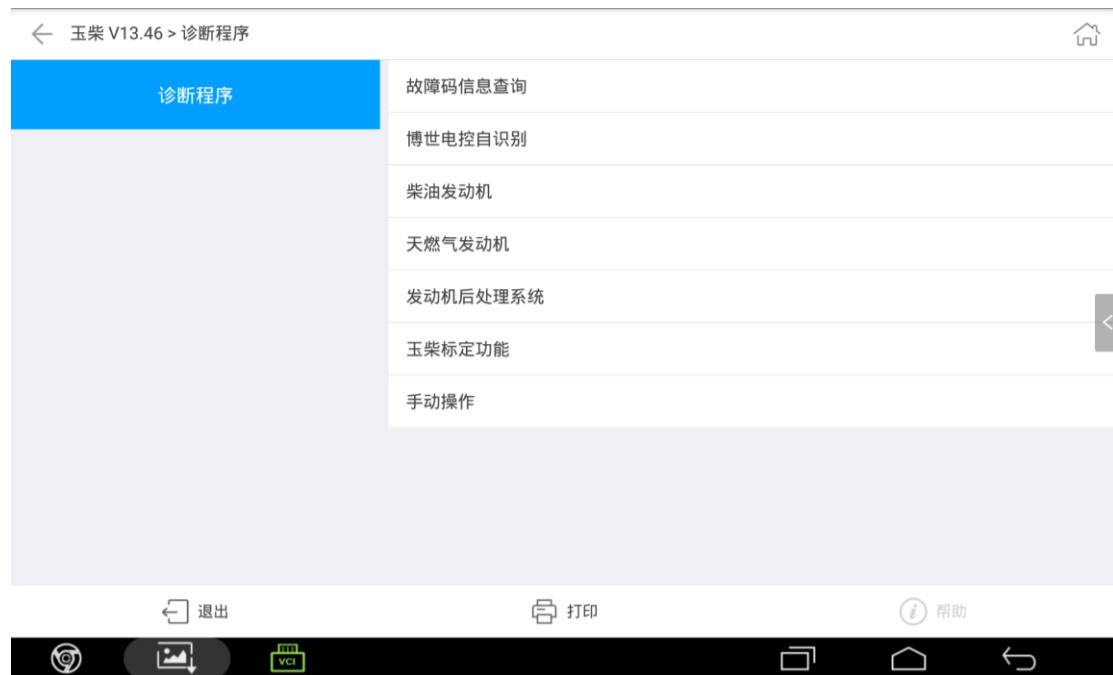 玉柴 V13.46 > 诊断程序
诊断程序
故障码信息查询
博世电控自识别
柴油发动机
天燃气发动机
发动机后处理系统
玉柴标定功能
手动操作
退出
打印
帮助
VCI